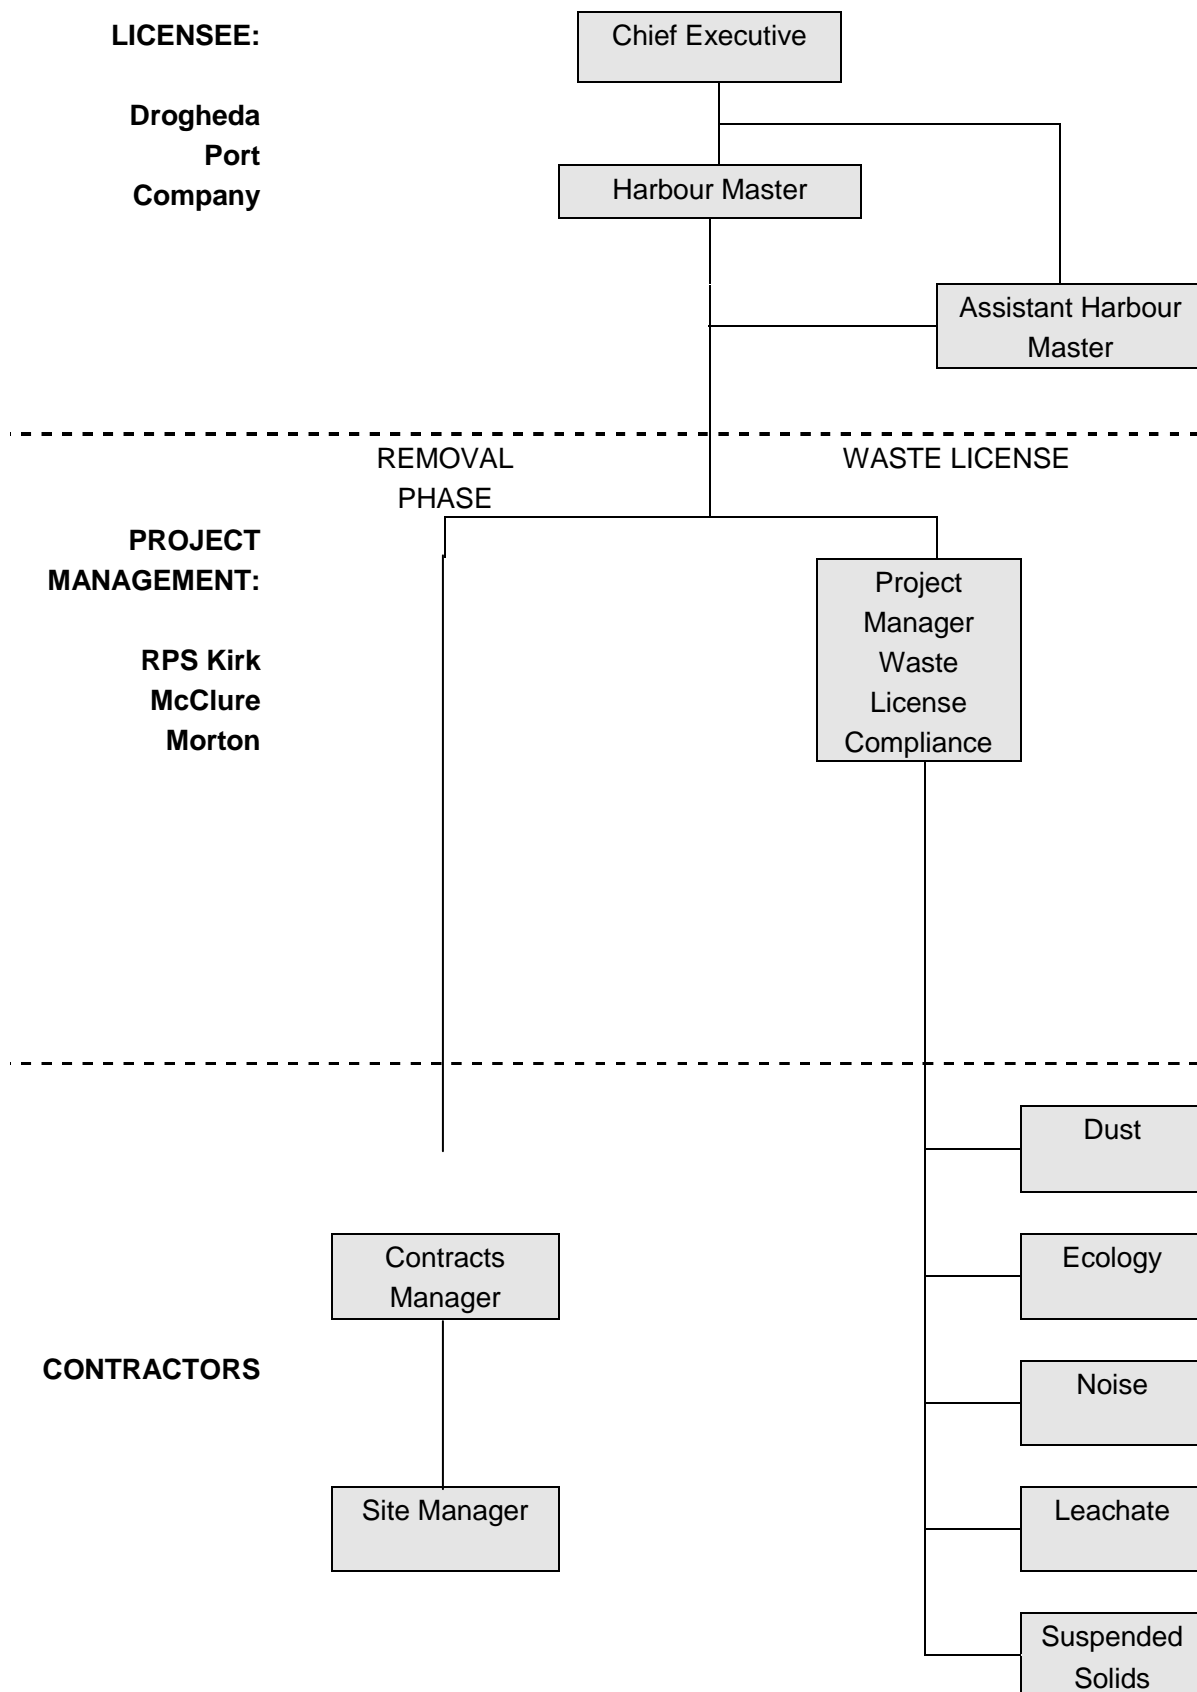 LICENSEE:
Chief Executive
Drogheda
Port
Company
Harbour Master
Assistant Harbour
Master
REMOVAL
PHASE
WASTE LICENSE
PROJECT
MANAGEMENT:
RPS Kirk
McClure
Morton
Project
Manager
Waste
License
Compliance
Dust
Contracts
Manager
Ecology
CONTRACTORS
Noise
Site Manager
Leachate
Suspended
Solids